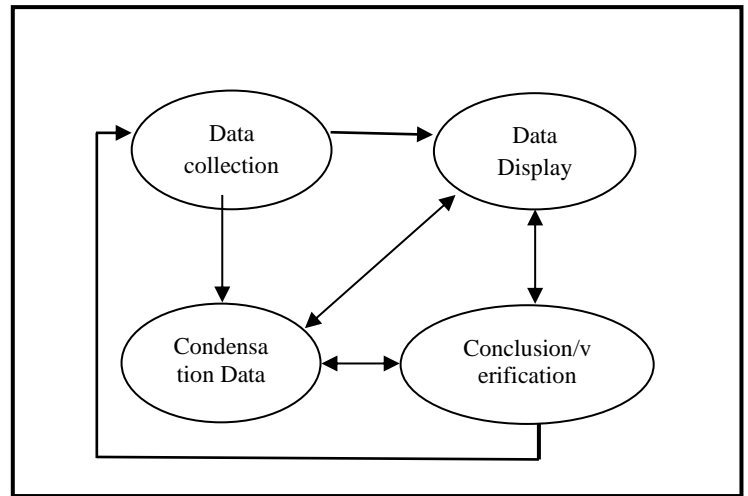 Data
collection
Data
Display
Condensa
tion Data
Conclusion/v
erification